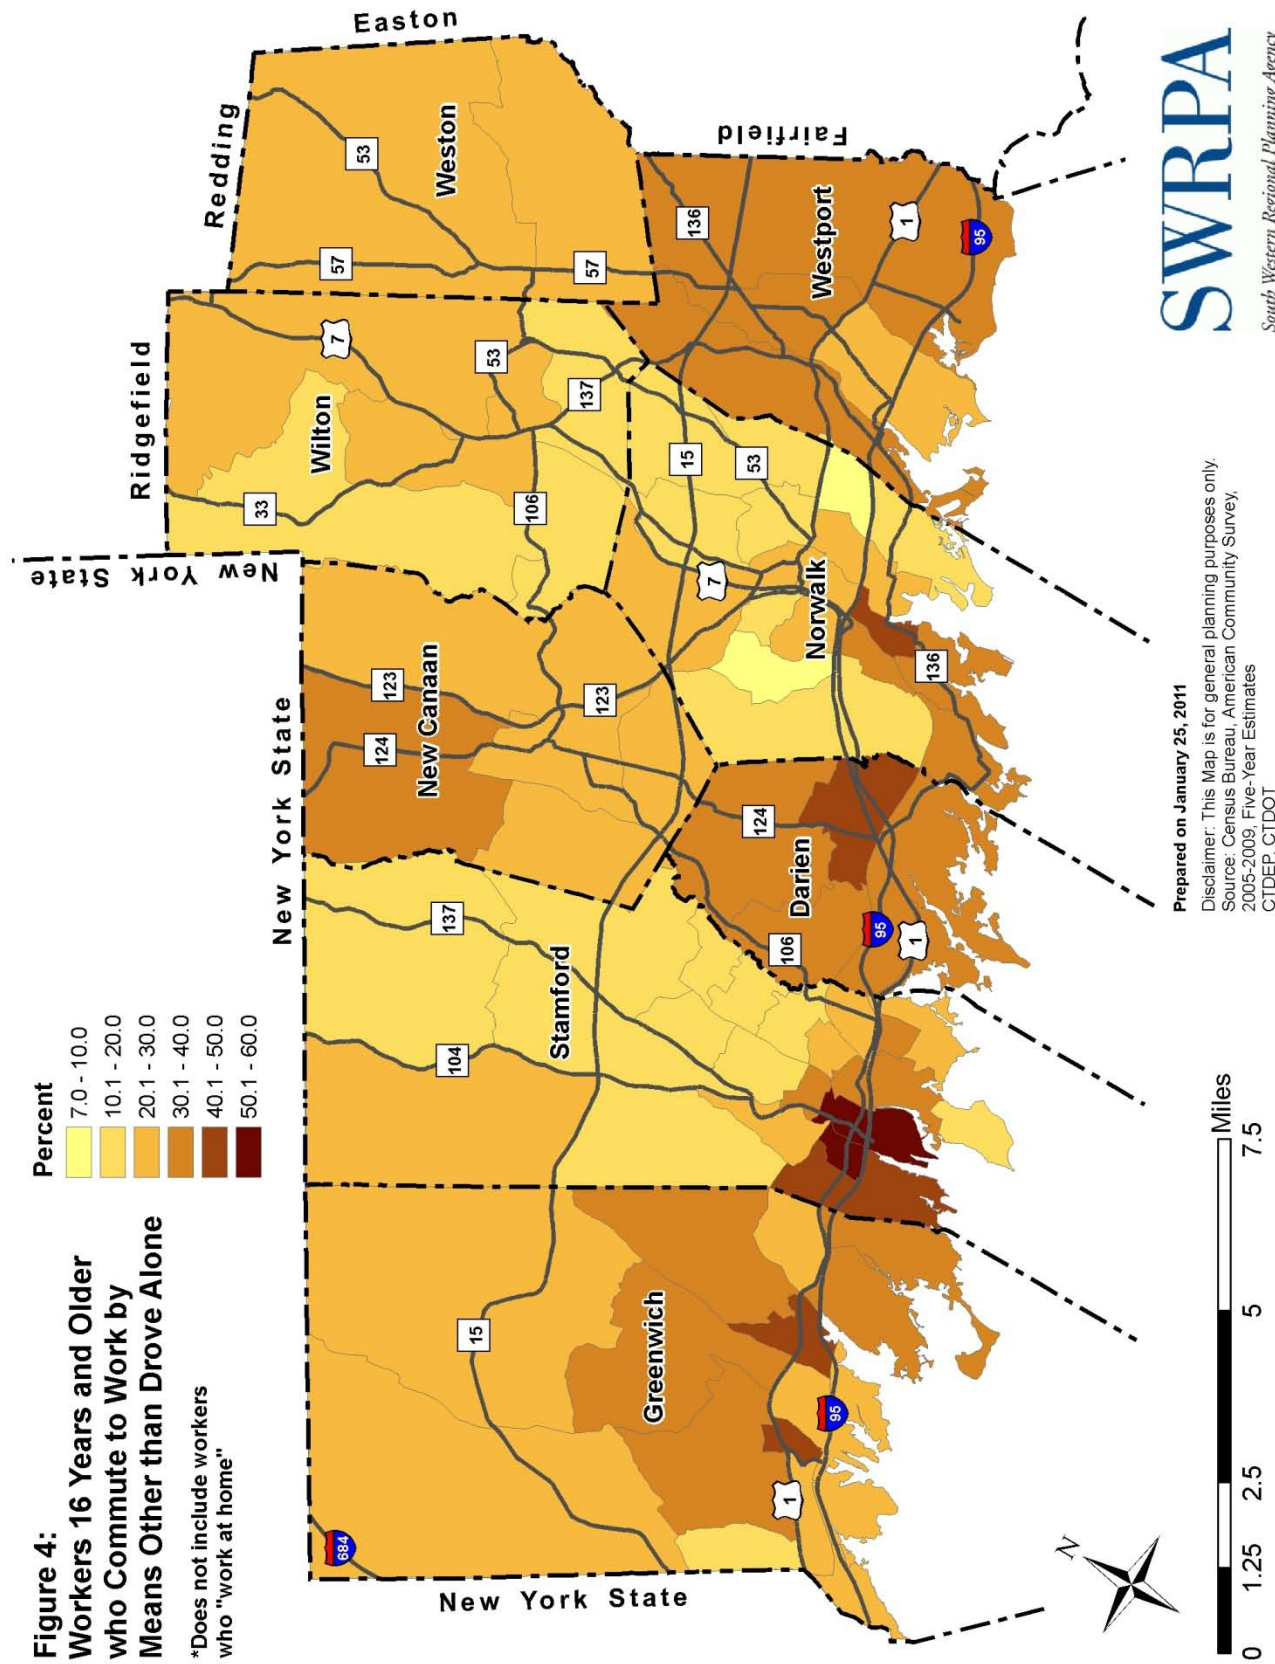 Figure 4:
Workers 16 Years and Older
who Commute to Work by
Means Other than Drove Alone
*Does not include workers
who "work at home"
Percent
7.0 - 10.0
10.1 - 20.0
20.1 - 30.0
30.1 - 40.0
40.1 - 50.0
50.1 - 60.0
New York State
New York State
New York State
Ridgefield
Redding
Easton
Fairfield
684
15
Greenwich
1
95
104
137
Stamford
106
95
1
Darien
124
124
123
New Canaan
123
33
Wilton
7
106
53
137
57
53
Weston
57
7
15
53
Norwalk
136
136
Westport
1
95
N
0
1.25
2.5
5
7.5
Miles
Prepared on January 25, 2011
Disclaimer: This Map is for general planning purposes only.
Source: Census Bureau, American Community Survey,
2005-2009, Five-Year Estimates
CTDEP, CTDOT
SWRPA
South Western Regional Planning Agency